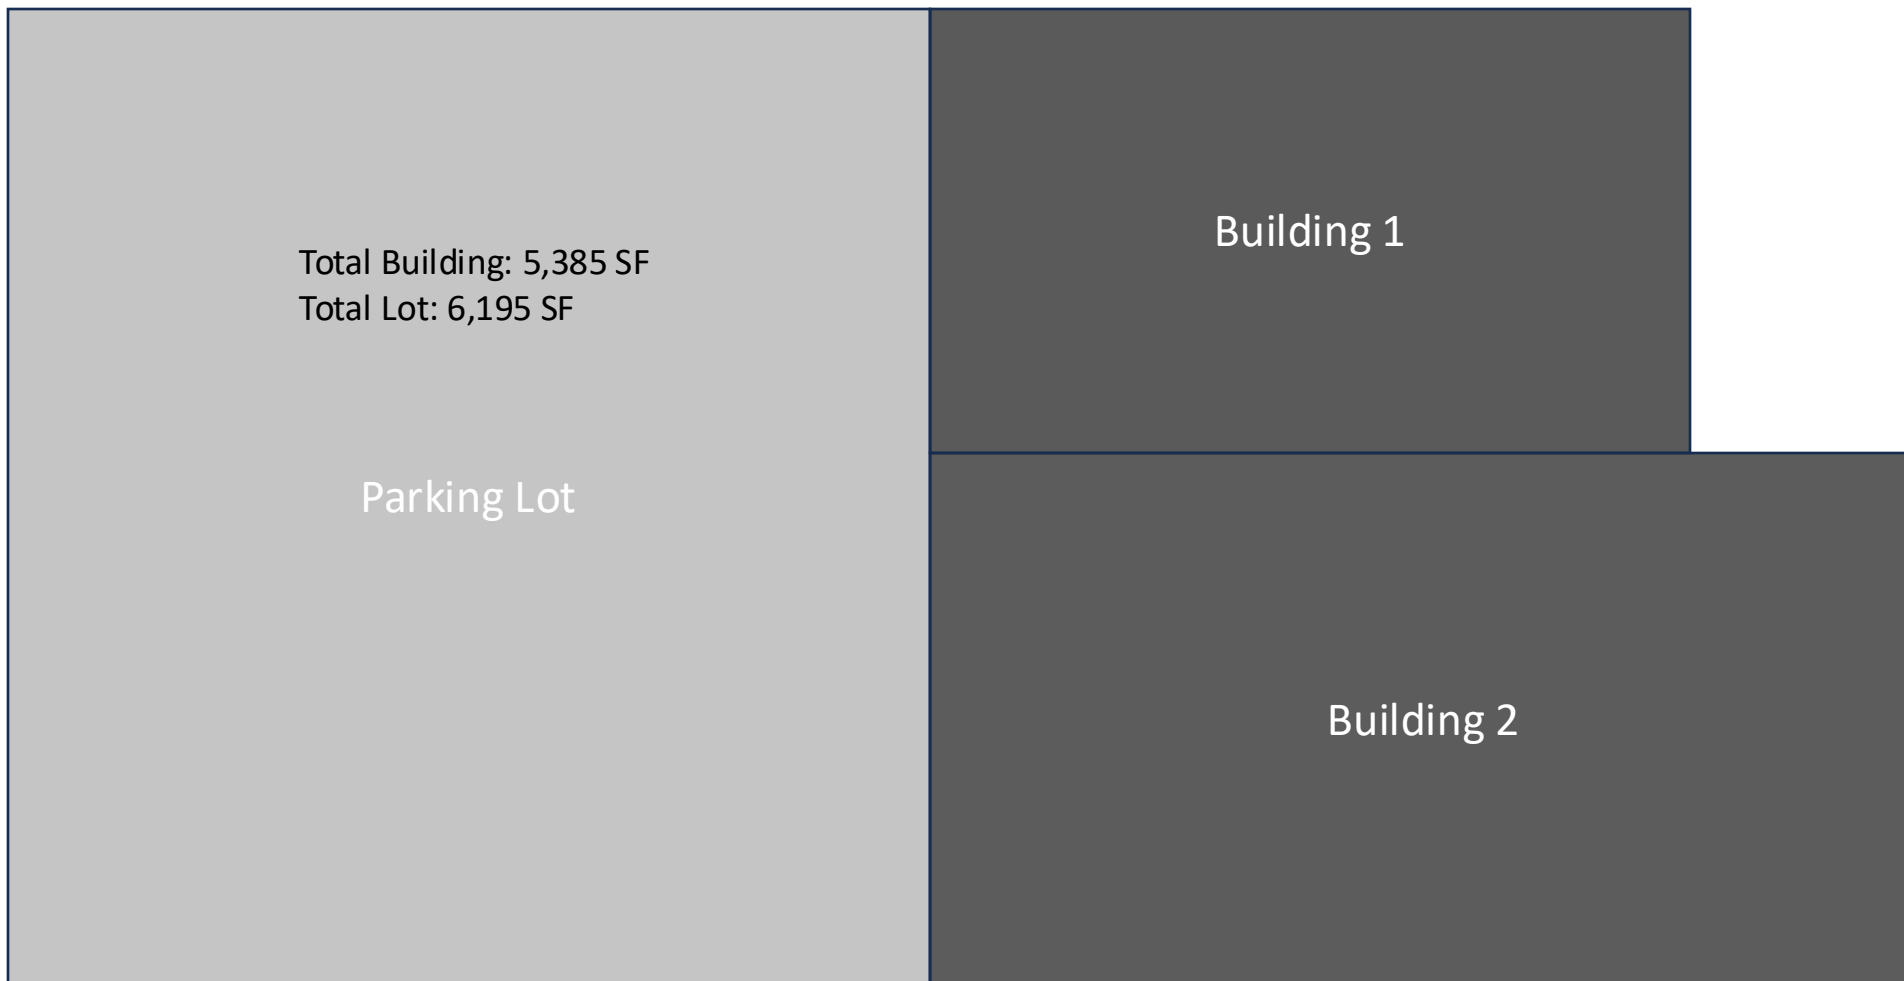 Total Building: 5,385 SF
Total Lot: 6,195 SF
Parking Lot
Building 1
Building 2